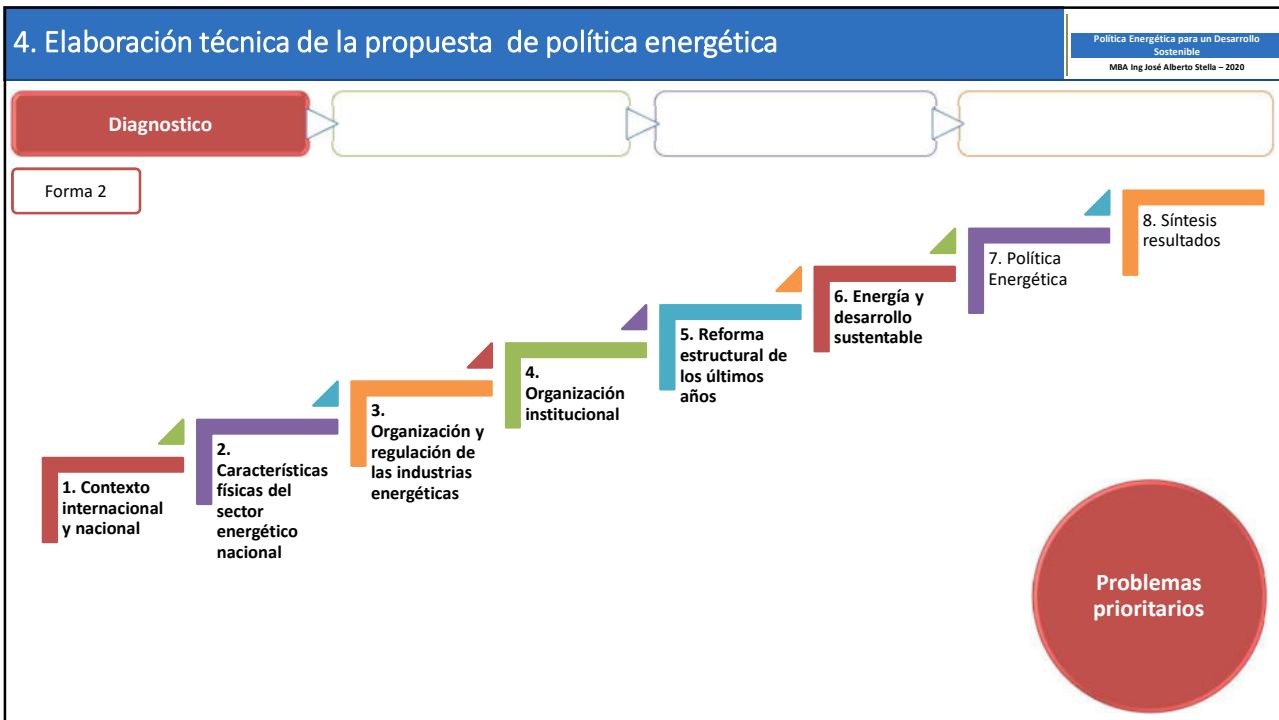 4. Elaboración técnica de la propuesta de política energética
Política Energética para un Desarrollo
Sostenible
MBA Ing José Alberto Stella – 2020
Diagnostico
Forma 2
1. Contexto
internacional
y nacional
2.
Características
físicas del
sector
energético
nacional
3.
Organización y
regulación de
las industrias
energéticas
4.
Organización
institucional
5. Reforma
estructural de
los últimos
años
6. Energía y
desarrollo
sustentable
7. Política
Energética
8. Síntesis
resultados
Problemas
prioritarios